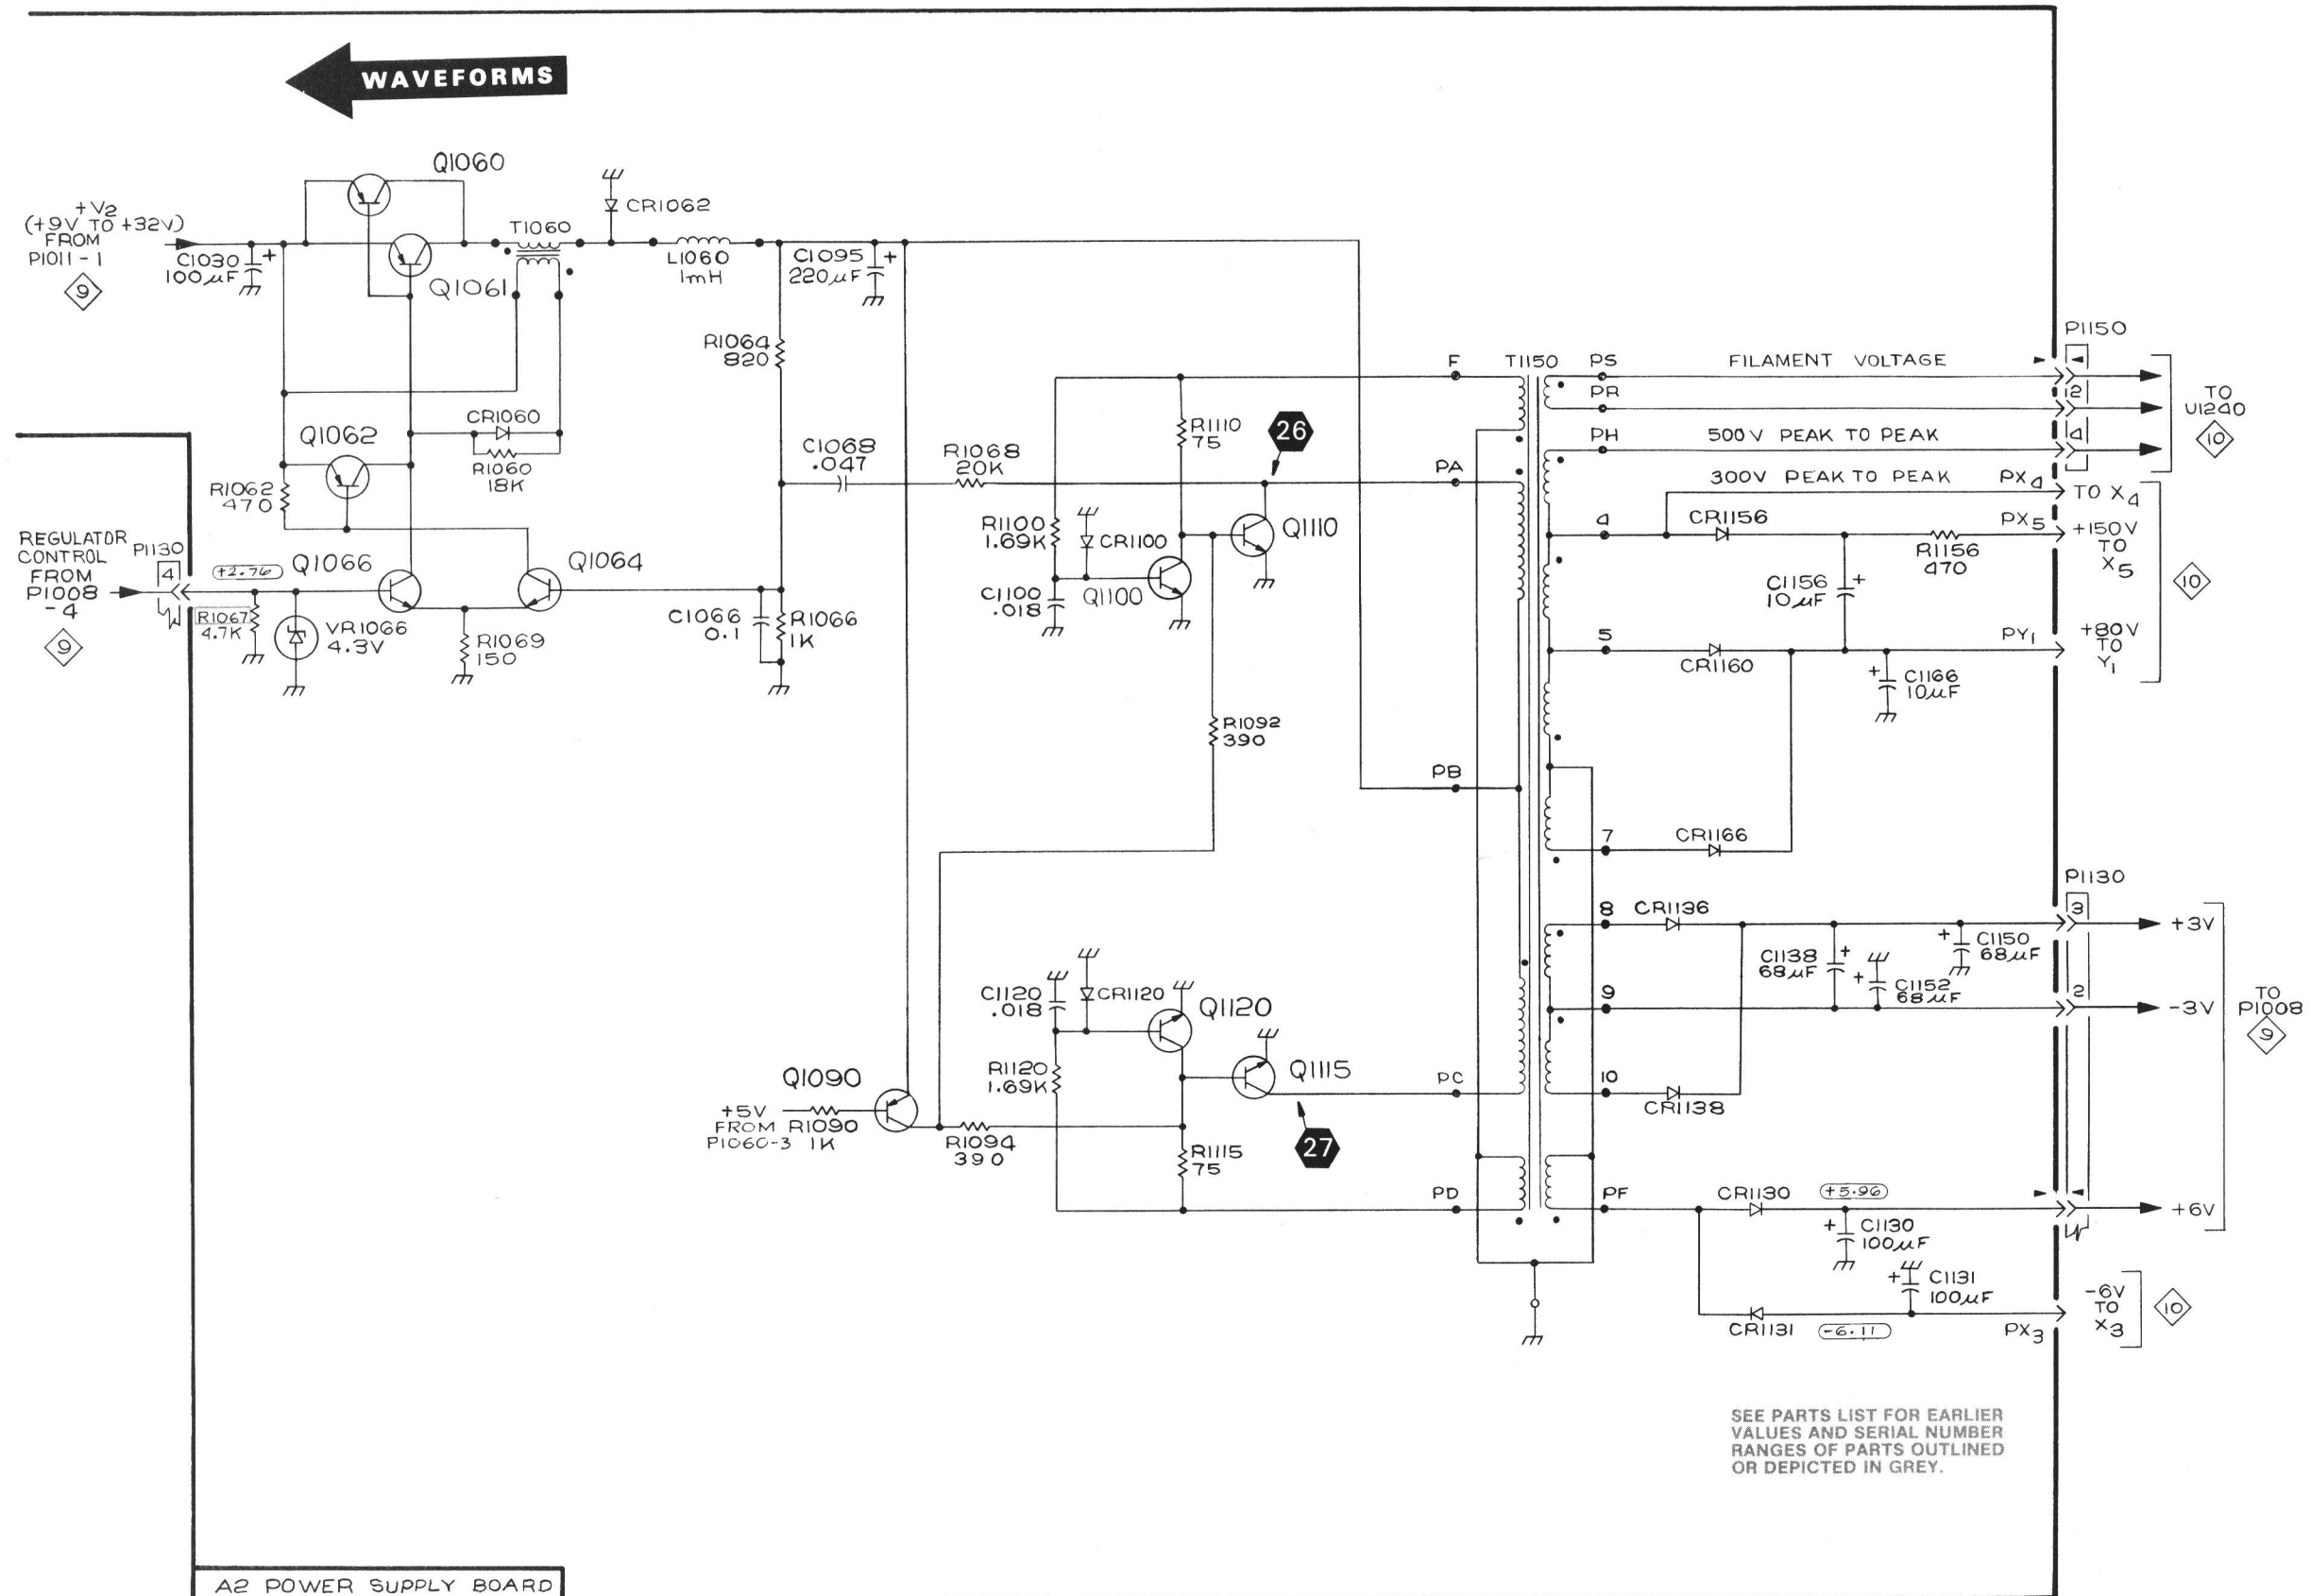 WAVEFORMS
Q1060
+V2
(+9V TO +32V)
FROM
P1011-1
9
C1030
100µF
+
Q1061
T1060
CR1062
L1060
1mH
C1095
220µF
+
R1064
820
CR1060
R1060
18K
Q1062
R1062
470
REGULATOR
CONTROL
FROM
P1008
-4
9
P1130
4
+2.76
Q1066
R1067
4.7K
VR1066
4.3V
R1069
150
Q1064
C1066
0.1
R1066
1K
C1068
.047
R1068
20K
R1100
1.69K
CR1100
C1100
.018
Q1100
R1110
75
26
Q1110
R1092
390
F
PA
PB
PC
PD
T1150
PS
FILAMENT VOLTAGE
PR
PH
500V PEAK TO PEAK
300V PEAK TO PEAK
PX4
TO X4
4
CR1156
PX5
R1156
470
+150V
TO
X5
C1156
10µF
+
5
CR1160
PY1
+80V
TO
Y1
+
C1166
10µF
10
7
CR1166
P1150
2
4
TO
U1240
10
P1130
8
CR1136
3
+3V
C1138
68µF
+
+
C1152
68µF
+
C1150
68µF
9
2
-3V
TO
P1008
9
10
CR1138
PF
CR1130
+5.96
+
C1130
100µF
+6V
CR1131
-6.11
+
C1131
100µF
PX3
-6V
TO
X3
10
C1120
.018
CR1120
Q1120
R1120
1.69K
Q1115
27
Q1090
+5V
FROM
P1060-3
R1090
1K
R1094
390
R1115
75
SEE PARTS LIST FOR EARLIER
VALUES AND SERIAL NUMBER
RANGES OF PARTS OUTLINED
OR DEPICTED IN GREY.
A2 POWER SUPPLY BOARD